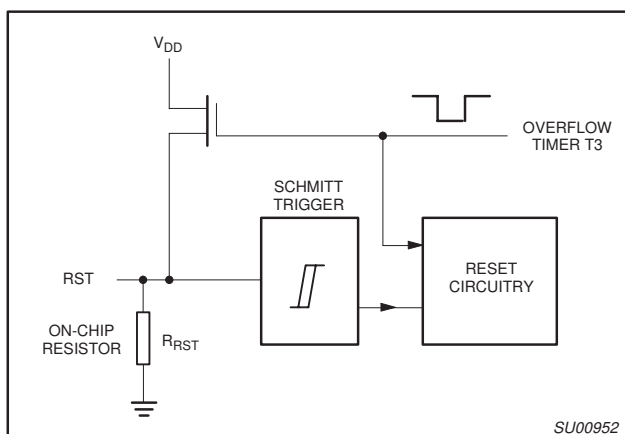 VDD
OVERFLOW
TIMER T3
SCHMITT
TRIGGER
RST
RESET
CIRCUITRY
ON-CHIP
RESISTOR
RRST
SU00952